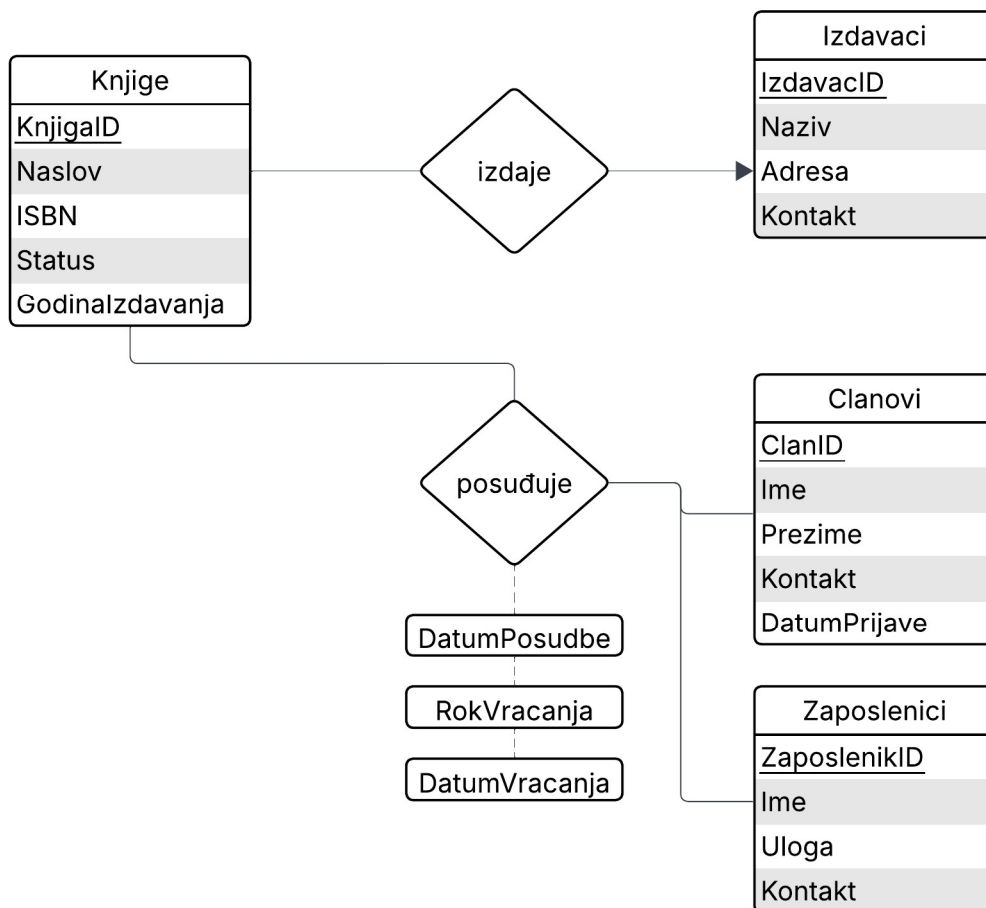 Knjige
KnjigaID
Naslov
ISBN
Status
GodinaIzdavanja
izdaje
Izdavaci
IzdavacID
Naziv
Adresa
Kontakt
posuđuje
DatumPosudbe
RokVracanja
DatumVracanja
Clanovi
ClanID
Ime
Prezime
Kontakt
DatumPrijave
Zaposlenici
ZaposlenikID
Ime
Uloga
Kontakt